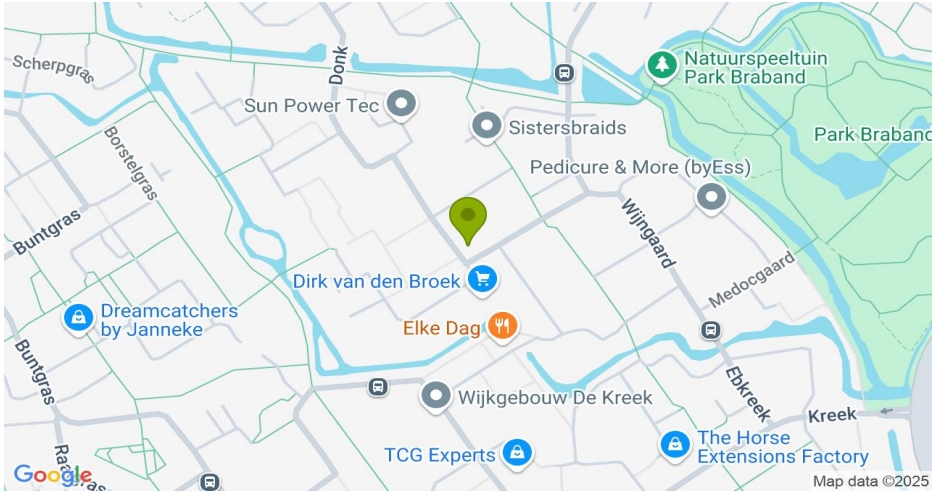 Scherpgras
Donk
Natuurspeeltuin
Park Braband
Sun Power Tec
Sistersbraids
Park Braband
Borstelgras
Pedicure & More (byEss)
Buntgras
Wijngaard
Dirk van den Broek
Medocgaard
Dreamcatchers
by Janneke
Elke Dag
Buntgras
Ebkreek
Wijkgebouw De Kreek
Kreek
TCG Experts
The Horse
Extensions Factory
Google
Map data ©2025